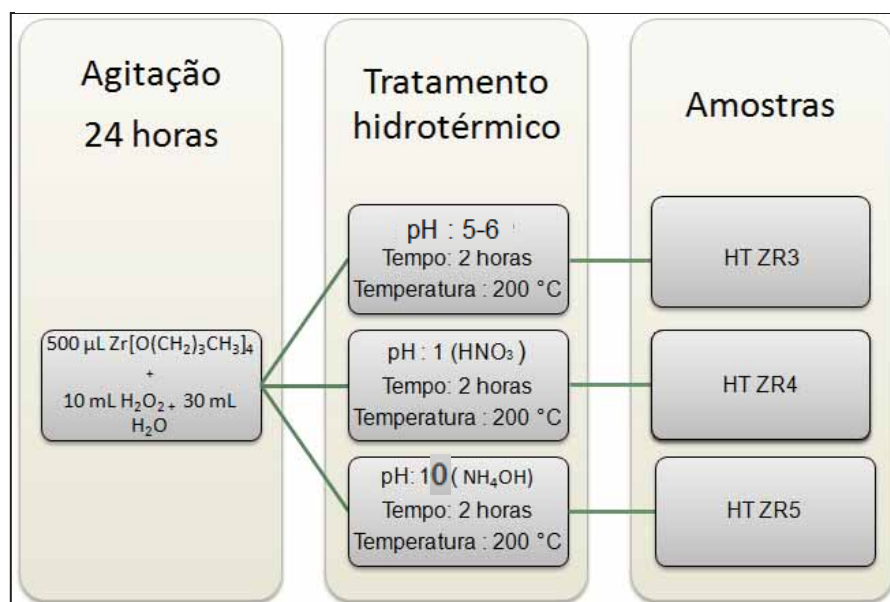 Agitação
24 horas
500 µL Zr[O(CH₂)₃CH₃]₄
+
10 mL H₂O₂ + 30 mL
H₂O
Tratamento
hidrotérmico
pH : 5-6
Tempo: 2 horas
Temperatura : 200 °C
pH: 1 (HNO₃ )
Tempo: 2 horas
Temperatura : 200 °C
pH: 10 ( NH₄OH)
Tempo: 2 horas
Temperatura : 200 °C
Amostras
HT ZR3
HT ZR4
HT ZR5